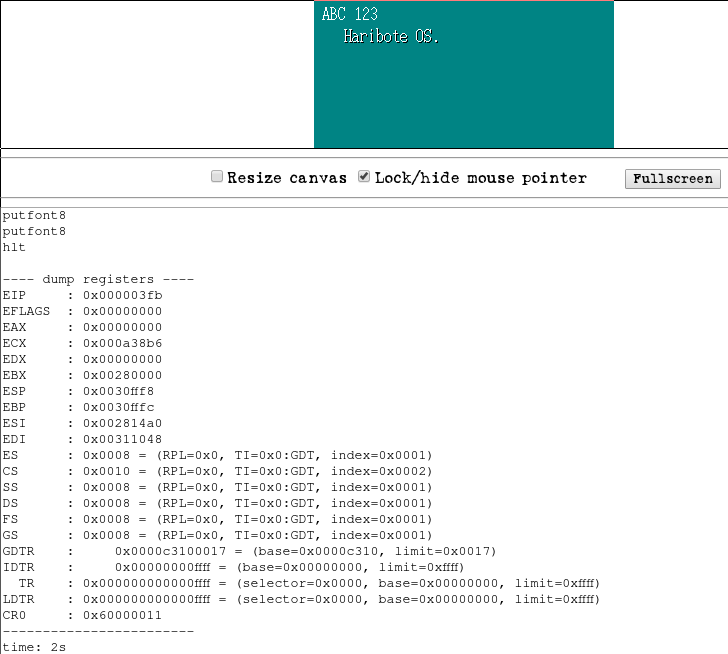 ABC 123
Haribote OS.
Resize canvas Lock/hide mouse pointer Fullscreen
putfont8
putfont8
hlt
---- dump registers ----
EIP : 0x000003fb
EFLAGS : 0x00000000
EAX : 0x00000000
ECX : 0x000a38b6
EDX : 0x00000000
EBX : 0x00280000
ESP : 0x0030fff8
EBP : 0x0030fffc
ESI : 0x002814a0
EDI : 0x00311048
ES : 0x0008 = (RPL=0x0, TI=0x0:GDT, index=0x0001)
CS : 0x0010 = (RPL=0x0, TI=0x0:GDT, index=0x0002)
SS : 0x0008 = (RPL=0x0, TI=0x0:GDT, index=0x0001)
DS : 0x0008 = (RPL=0x0, TI=0x0:GDT, index=0x0001)
FS : 0x0008 = (RPL=0x0, TI=0x0:GDT, index=0x0001)
GS : 0x0008 = (RPL=0x0, TI=0x0:GDT, index=0x0001)
GDTR : 0x0000c3100017 = (base=0x0000c310, limit=0x0017)
IDTR : 0x00000000ffff = (base=0x00000000, limit=0xffff)
TR : 0x000000000000ffff = (selector=0x0000, base=0x00000000, limit=0xffff)
LDTR : 0x000000000000ffff = (selector=0x0000, base=0x00000000, limit=0xffff)
CR0 : 0x60000011
------------------------
time: 2s